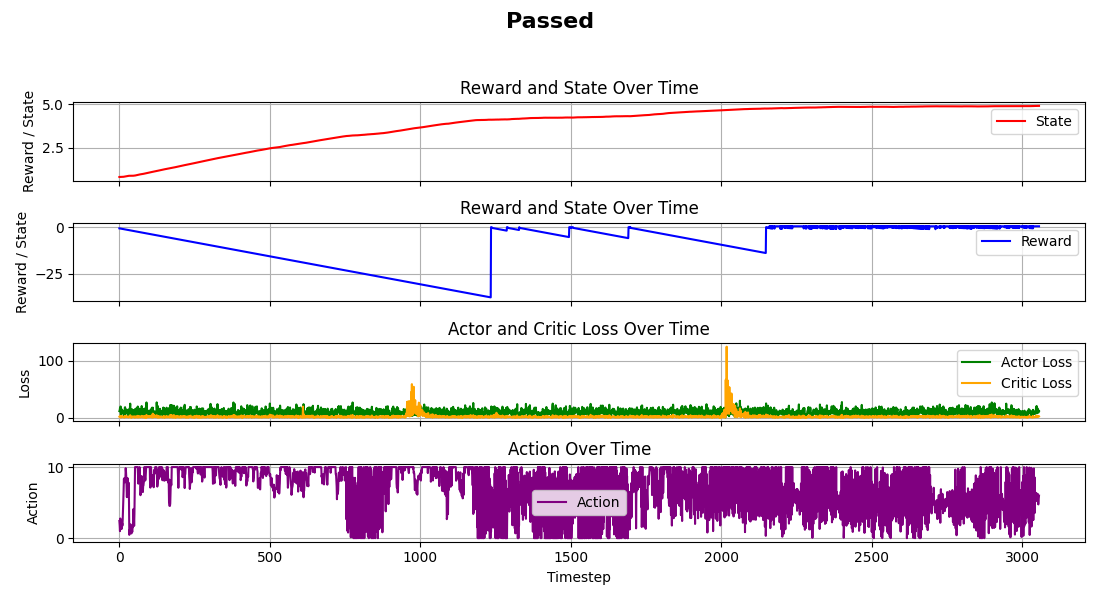 Passed
Reward and State Over Time
Reward / State
5.0
2.5
State
Reward and State Over Time
Reward / State
0
−25
Reward
Actor and Critic Loss Over Time
Loss
100
0
Actor Loss
Critic Loss
Action Over Time
Action
10
0
Action
0 500 1000 1500 2000 2500 3000
Timestep